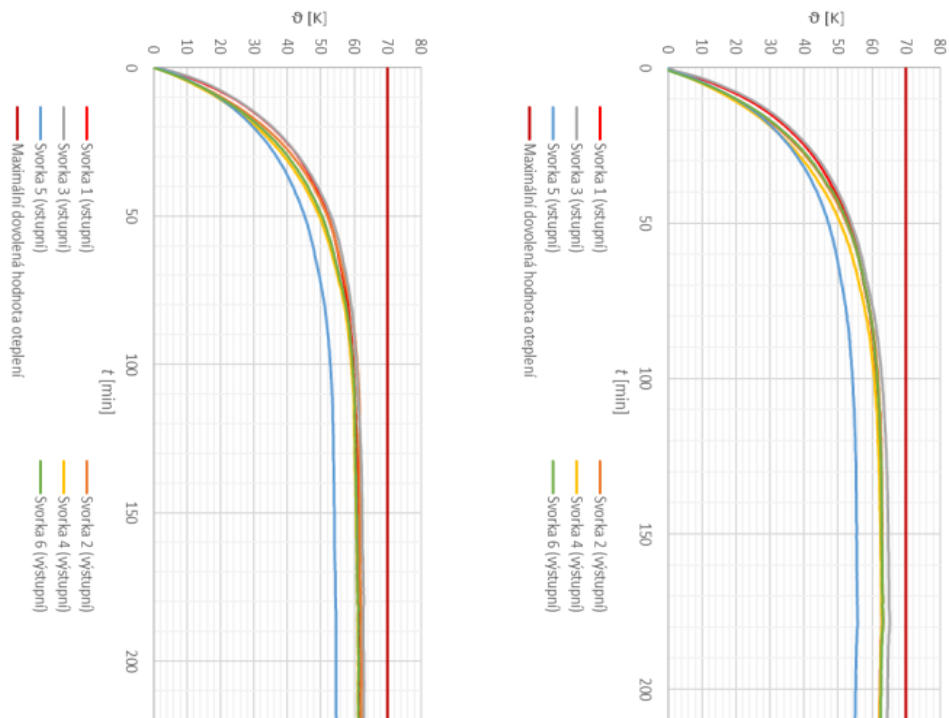 ϑ [K]
80
70
60
50
40
30
20
10
0
0
50
100
150
200
t [min]
Svorka 1 (vstupní)
Svorka 2 (výstupní)
Svorka 3 (vstupní)
Svorka 4 (výstupní)
Svorka 5 (vstupní)
Svorka 6 (výstupní)
Maximální dovolená hodnota oteplení
ϑ [K]
80
70
60
50
40
30
20
10
0
0
50
100
150
200
t [min]
Svorka 1 (vstupní)
Svorka 2 (výstupní)
Svorka 3 (vstupní)
Svorka 4 (výstupní)
Svorka 5 (vstupní)
Svorka 6 (výstupní)
Maximální dovolená hodnota oteplení